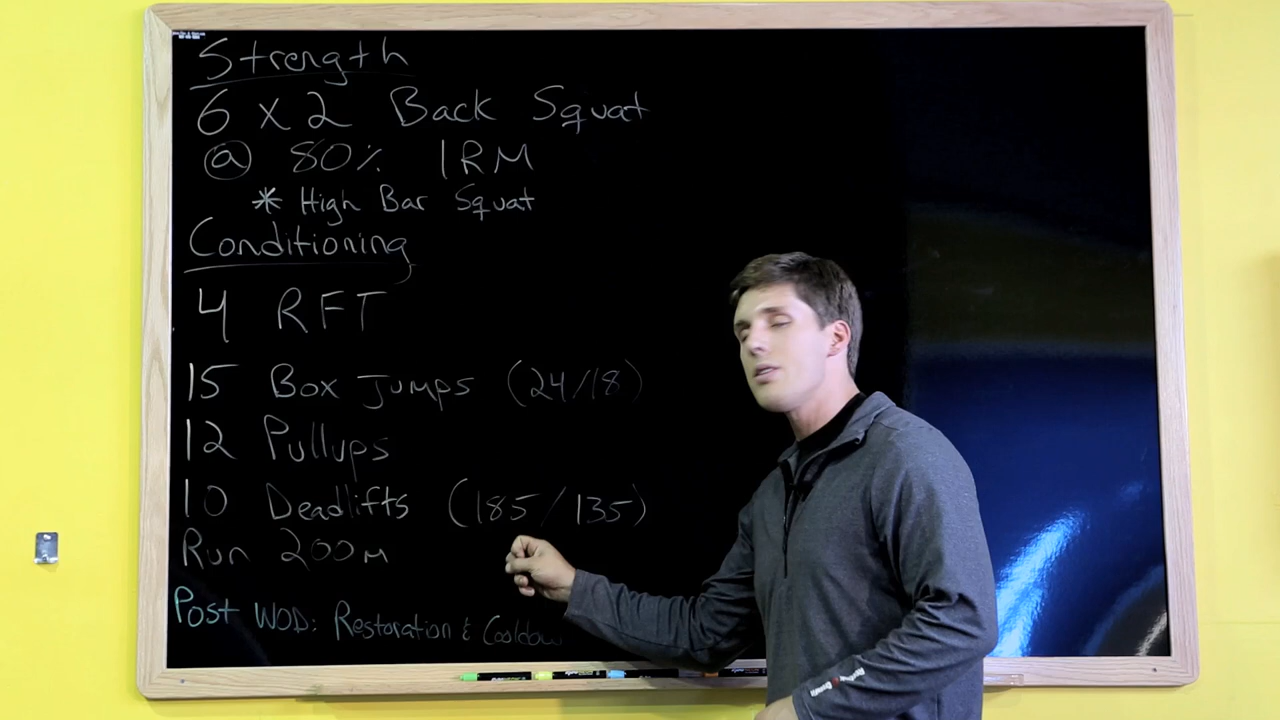 Strength
6 x 2 Back Squat
@ 80% 1RM
* High Bar Squat
Conditioning
4 RFT
15 Box Jumps (24/18)
12 Pullups
10 Deadlifts (185/135)
Run 200m
Post WOD: Restoration & Cooldow